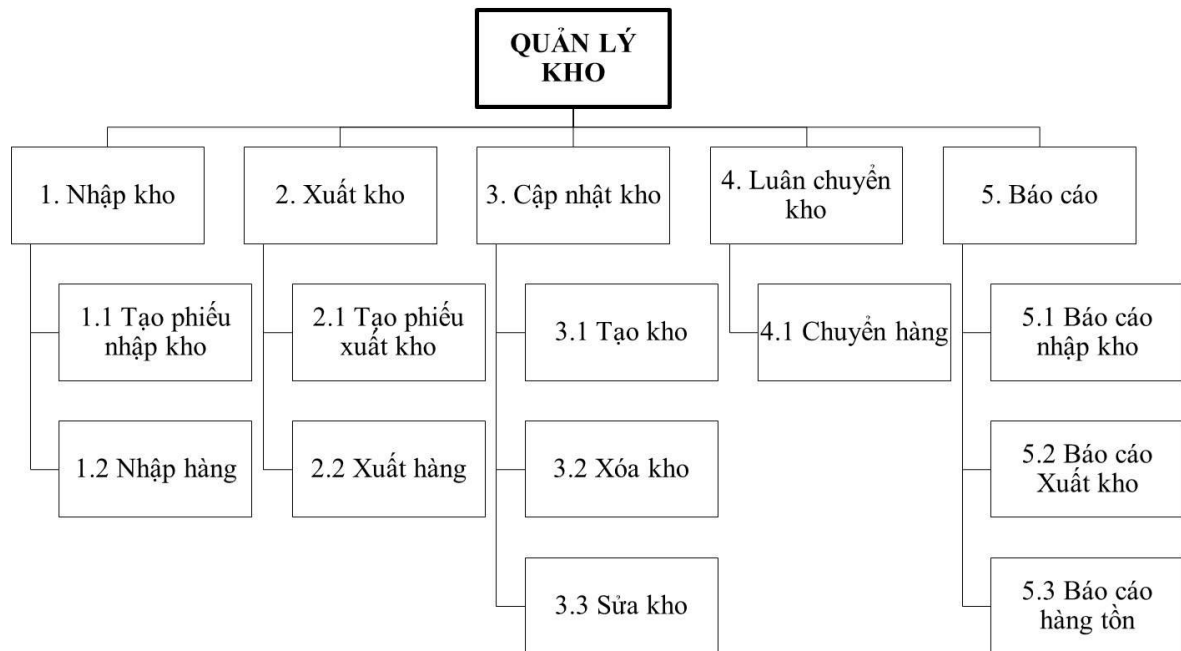 QUẢN LÝ
KHO
1. Nhập kho
2. Xuất kho
3. Cập nhật kho
4. Luân chuyển
kho
5. Báo cáo
1.1 Tạo phiếu
nhập kho
2.1 Tạo phiếu
xuất kho
3.1 Tạo kho
4.1 Chuyển hàng
5.1 Báo cáo
nhập kho
1.2 Nhập hàng
2.2 Xuất hàng
3.2 Xóa kho
5.2 Báo cáo
Xuất kho
3.3 Sửa kho
5.3 Báo cáo
hàng tồn